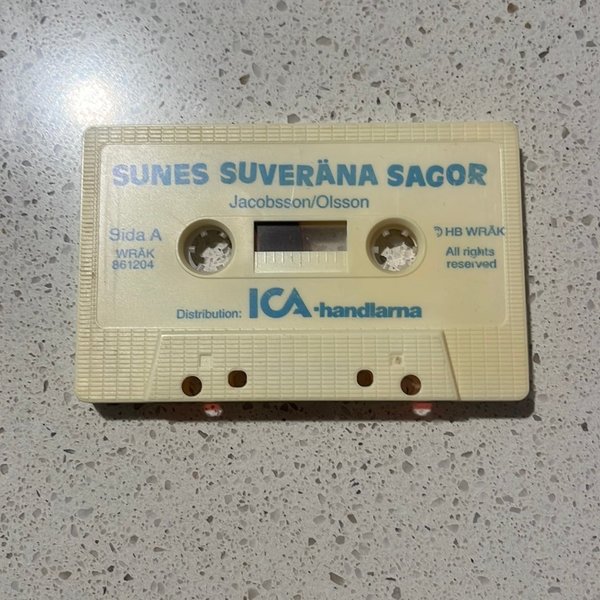 SUNES SUVERÄNA SAGOR
Jacobsson/Olsson
Sida A
WRÅK
861204
℗ HB WRÅK
All rights
reserved
Distribution: ICA-handlarna